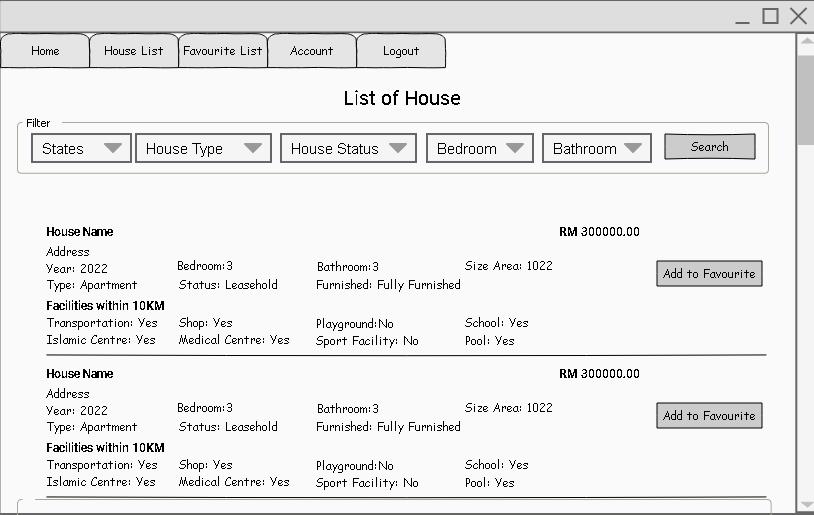 Home House List Favourite List Account Logout
List of House
Filter
States House Type House Status Bedroom Bathroom Search
House Name RM 300000.00
Address
Year: 2022 Bedroom:3 Bathroom:3 Size Area: 1022
Type: Apartment Status: Leasehold Furnished: Fully Furnished Add to Favourite
Facilities within 10KM
Transportation: Yes Shop: Yes Playground:No School: Yes
Islamic Centre: Yes Medical Centre: Yes Sport Facility: No Pool: Yes
House Name RM 300000.00
Address
Year: 2022 Bedroom:3 Bathroom:3 Size Area: 1022
Type: Apartment Status: Leasehold Furnished: Fully Furnished Add to Favourite
Facilities within 10KM
Transportation: Yes Shop: Yes Playground:No School: Yes
Islamic Centre: Yes Medical Centre: Yes Sport Facility: No Pool: Yes